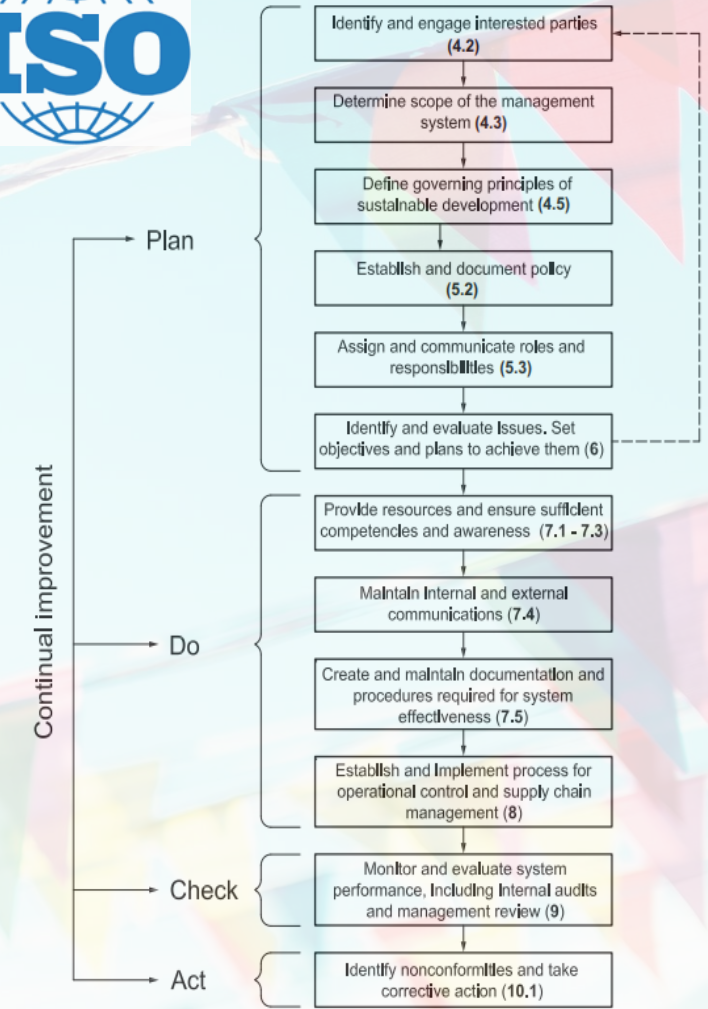 ISO
Identify and engage interested parties
(4.2)
Determine scope of the management
system (4.3)
Define governing principles of
sustalnable development (4.5)
Establish and document policy
(5.2)
Assign and communicate roles and
responsibilities (5.3)
Identify and evaluate Issues. Set
objectives and plans to achieve them (6)
Provide resources and ensure sufficient
competencies and awareness (7.1 - 7.3)
Maintain Internal and external
communications (7.4)
Create and maintain documentation and
procedures required for system
effectiveness (7.5)
Establish and Implement process for
operational control and supply chain
management (8)
Monitor and evaluate system
performance, Including Internal audits
and management review (9)
Identify nonconformities and take
corrective action (10.1)
Plan
Do
Check
Act
Continual improvement